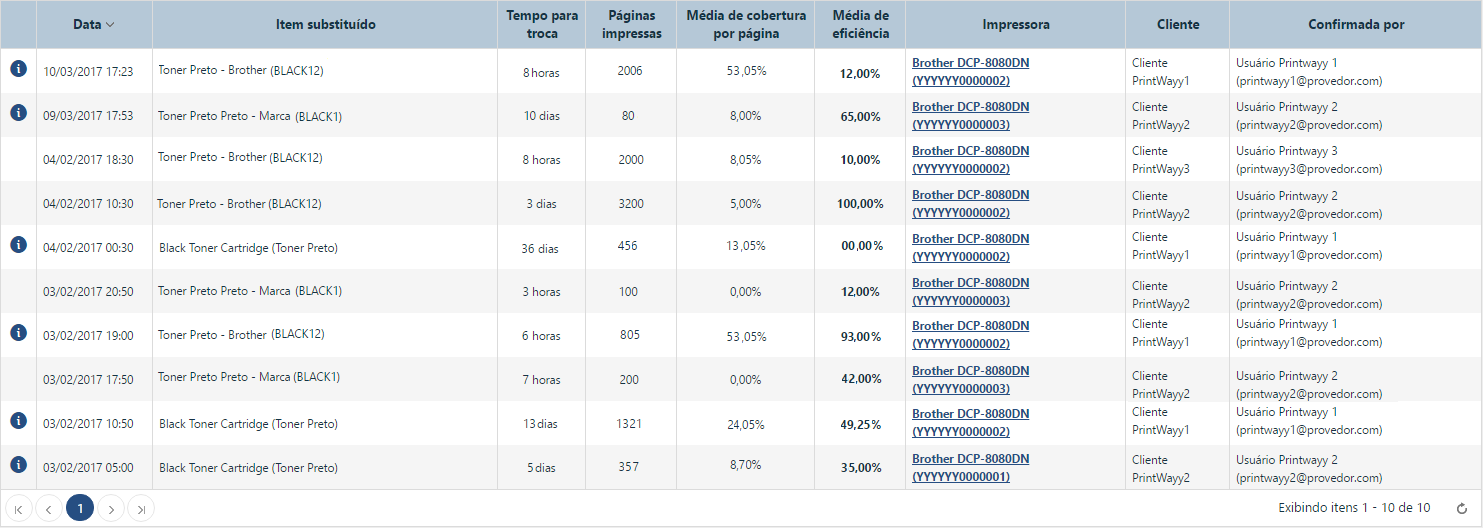 Data Item substituído Tempo para troca Páginas impressas Média de cobertura por página Média de eficiência Impressora Cliente Confirmada por
10/03/2017 17:23 Toner Preto - Brother (BLACK12) 8 horas 2006 53,05% 12,00% Brother DCP-8080DN (YYYYYY0000002) Cliente PrintWayy1 Usuário Printwayy 1 (printwayy1@provedor.com)
09/03/2017 17:53 Toner Preto Preto - Marca (BLACK1) 10 dias 80 8,00% 65,00% Brother DCP-8080DN (YYYYYY0000003) Cliente PrintWayy2 Usuário Printwayy 2 (printwayy2@provedor.com)
04/02/2017 18:30 Toner Preto - Brother (BLACK12) 8 horas 2000 8,05% 10,00% Brother DCP-8080DN (YYYYYY0000002) Cliente PrintWayy3 Usuário Printwayy 3 (printwayy3@provedor.com)
04/02/2017 10:30 Toner Preto - Brother (BLACK12) 3 dias 3200 5,00% 100,00% Brother DCP-8080DN (YYYYYY0000002) Cliente PrintWayy2 Usuário Printwayy 2 (printwayy2@provedor.com)
04/02/2017 00:30 Black Toner Cartridge (Toner Preto) 36 dias 456 13,05% 00,00% Brother DCP-8080DN (YYYYYY0000002) Cliente PrintWayy1 Usuário Printwayy 1 (printwayy1@provedor.com)
03/02/2017 20:50 Toner Preto Preto - Marca (BLACK1) 3 horas 100 0,00% 12,00% Brother DCP-8080DN (YYYYYY0000003) Cliente PrintWayy2 Usuário Printwayy 2 (printwayy2@provedor.com)
03/02/2017 19:00 Toner Preto - Brother (BLACK12) 6 horas 805 53,05% 93,00% Brother DCP-8080DN (YYYYYY0000002) Cliente PrintWayy1 Usuário Printwayy 1 (printwayy1@provedor.com)
03/02/2017 17:50 Toner Preto Preto - Marca (BLACK1) 7 horas 200 0,00% 42,00% Brother DCP-8080DN (YYYYYY0000003) Cliente PrintWayy2 Usuário Printwayy 2 (printwayy2@provedor.com)
03/02/2017 10:50 Black Toner Cartridge (Toner Preto) 13 dias 1321 24,05% 49,25% Brother DCP-8080DN (YYYYYY0000002) Cliente PrintWayy1 Usuário Printwayy 1 (printwayy1@provedor.com)
03/02/2017 05:00 Black Toner Cartridge (Toner Preto) 5 dias 357 8,70% 35,00% Brother DCP-8080DN (YYYYYY0000001) Cliente PrintWayy2 Usuário Printwayy 2 (printwayy2@provedor.com)
1 Exibindo itens 1 - 10 de 10